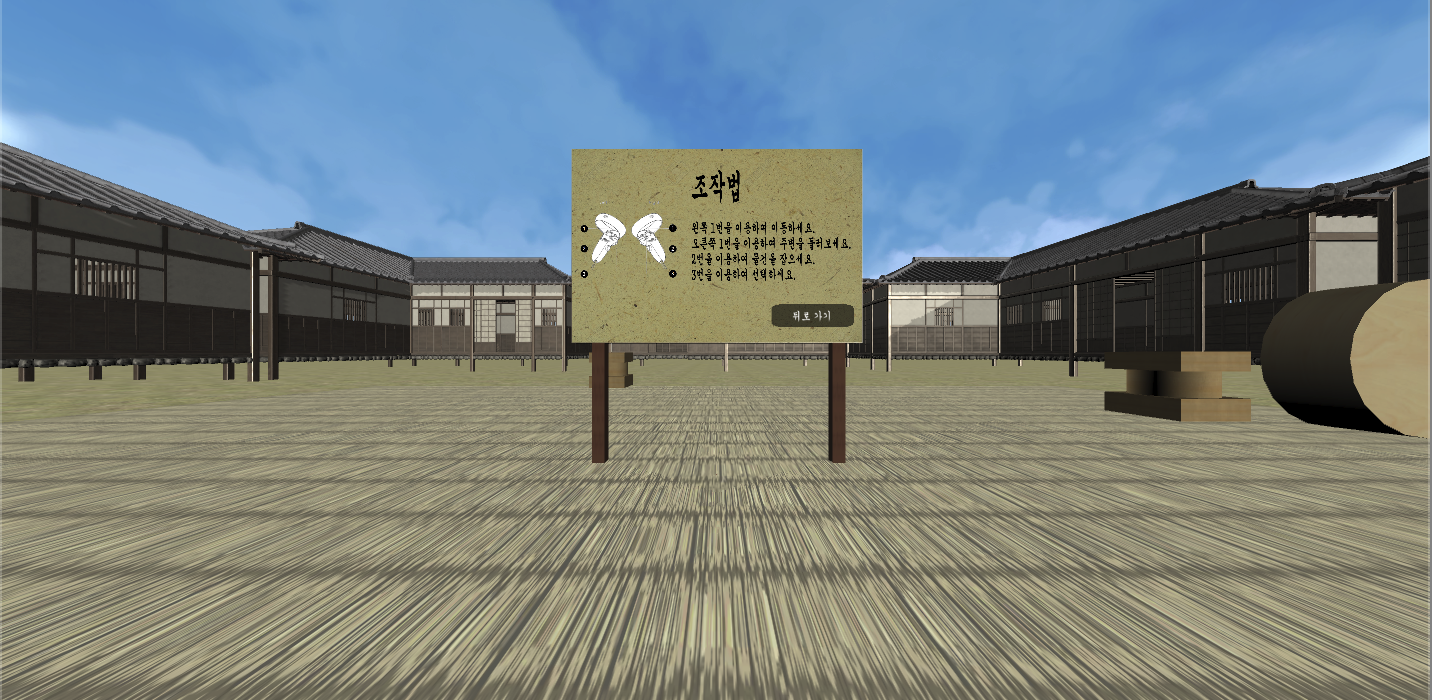 조작법
왼쪽 1번을 이용하여 이동하세요.
오른쪽 1번을 이용하여 주변을 둘러보세요.
2번을 이용하여 물건을 잡으세요.
3번을 이용하여 선택하세요.
뒤로 가기